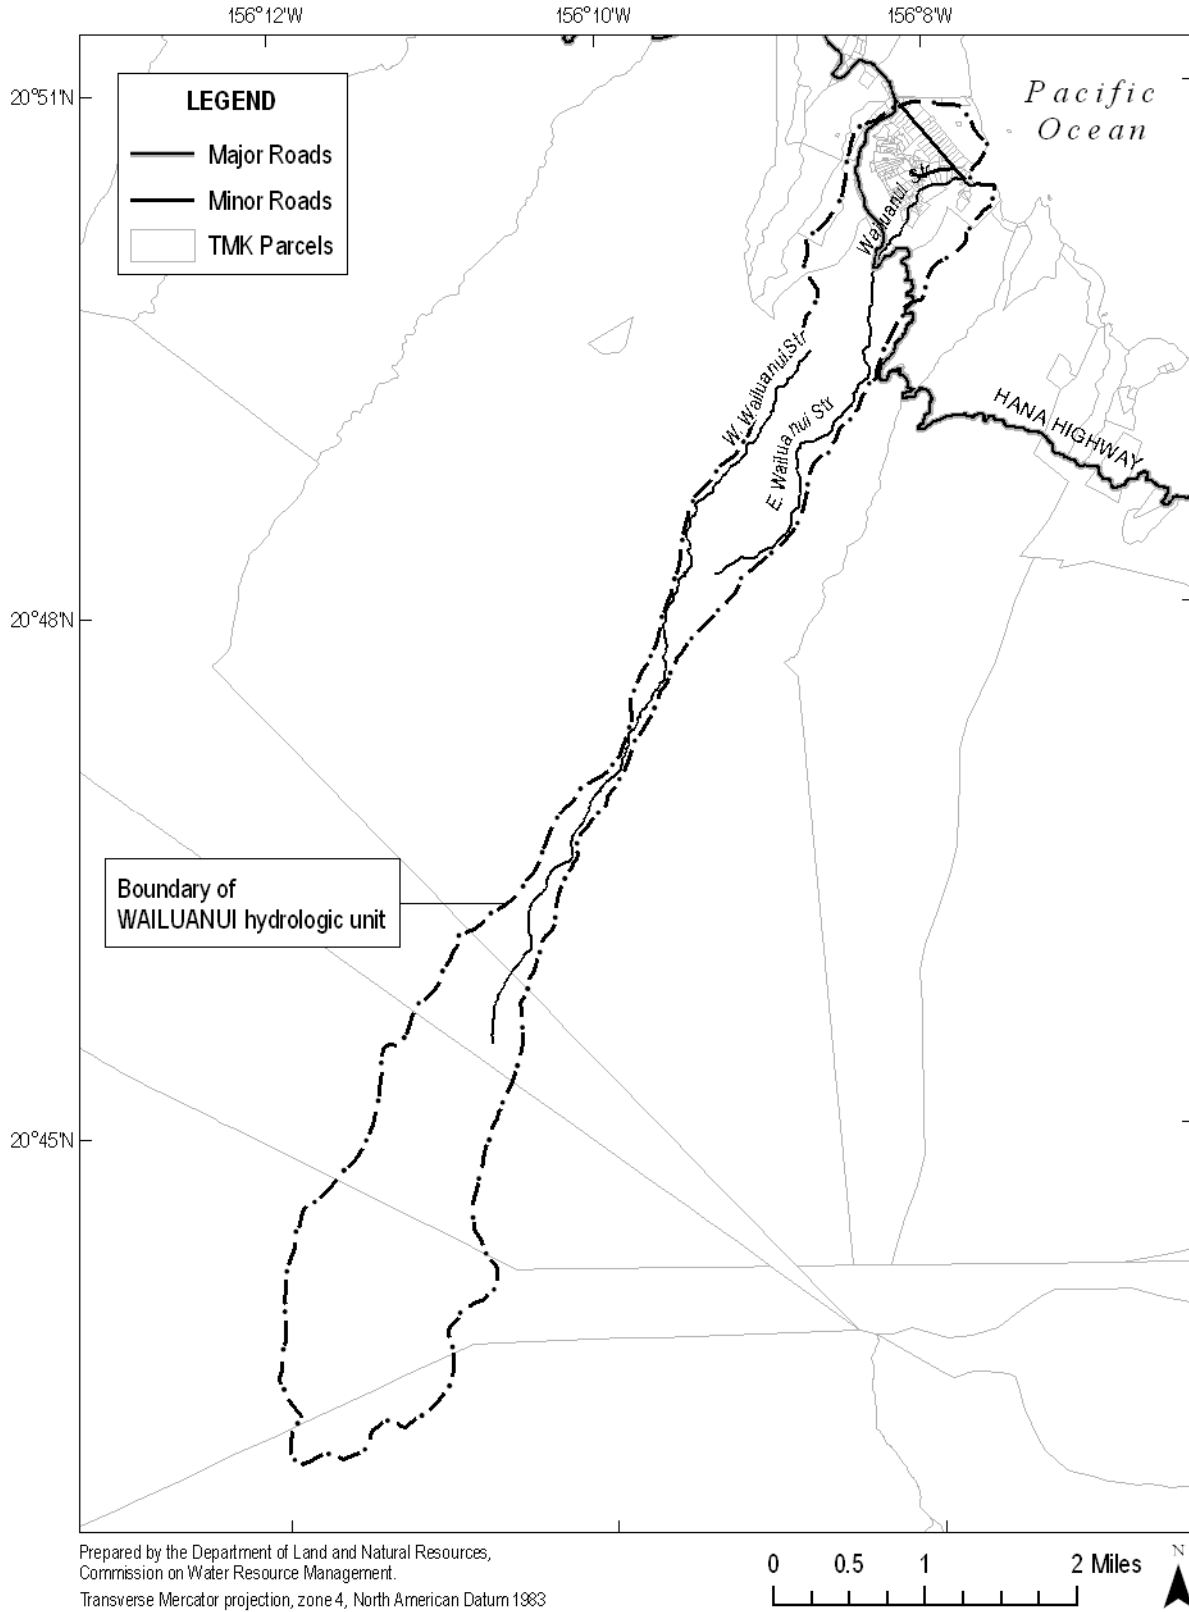 156°12'W 156°10'W 156°8'W
20°51'N
LEGEND
Major Roads
Minor Roads
TMK Parcels
Pacific
Ocean
Wailuanui Str
W. Wailuanui Str
E. Wailuanui Str
HANA HIGHWAY
20°48'N
Boundary of
WAILUANUI hydrologic unit
20°45'N
Prepared by the Department of Land and Natural Resources,
Commission on Water Resource Management.
Transverse Mercator projection, zone 4, North American Datum 1983
0 0.5 1 2 Miles
N